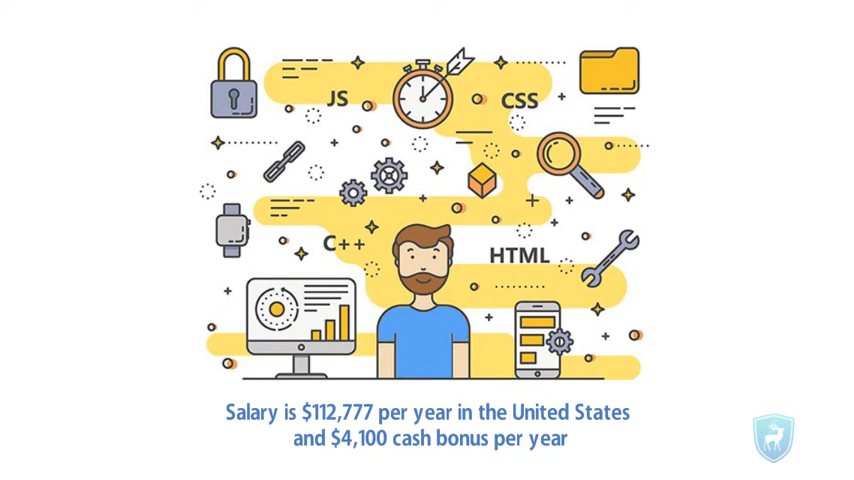 JS
CSS
C++
HTML
Salary is $112,777 per year in the United States
and $4,100 cash bonus per year